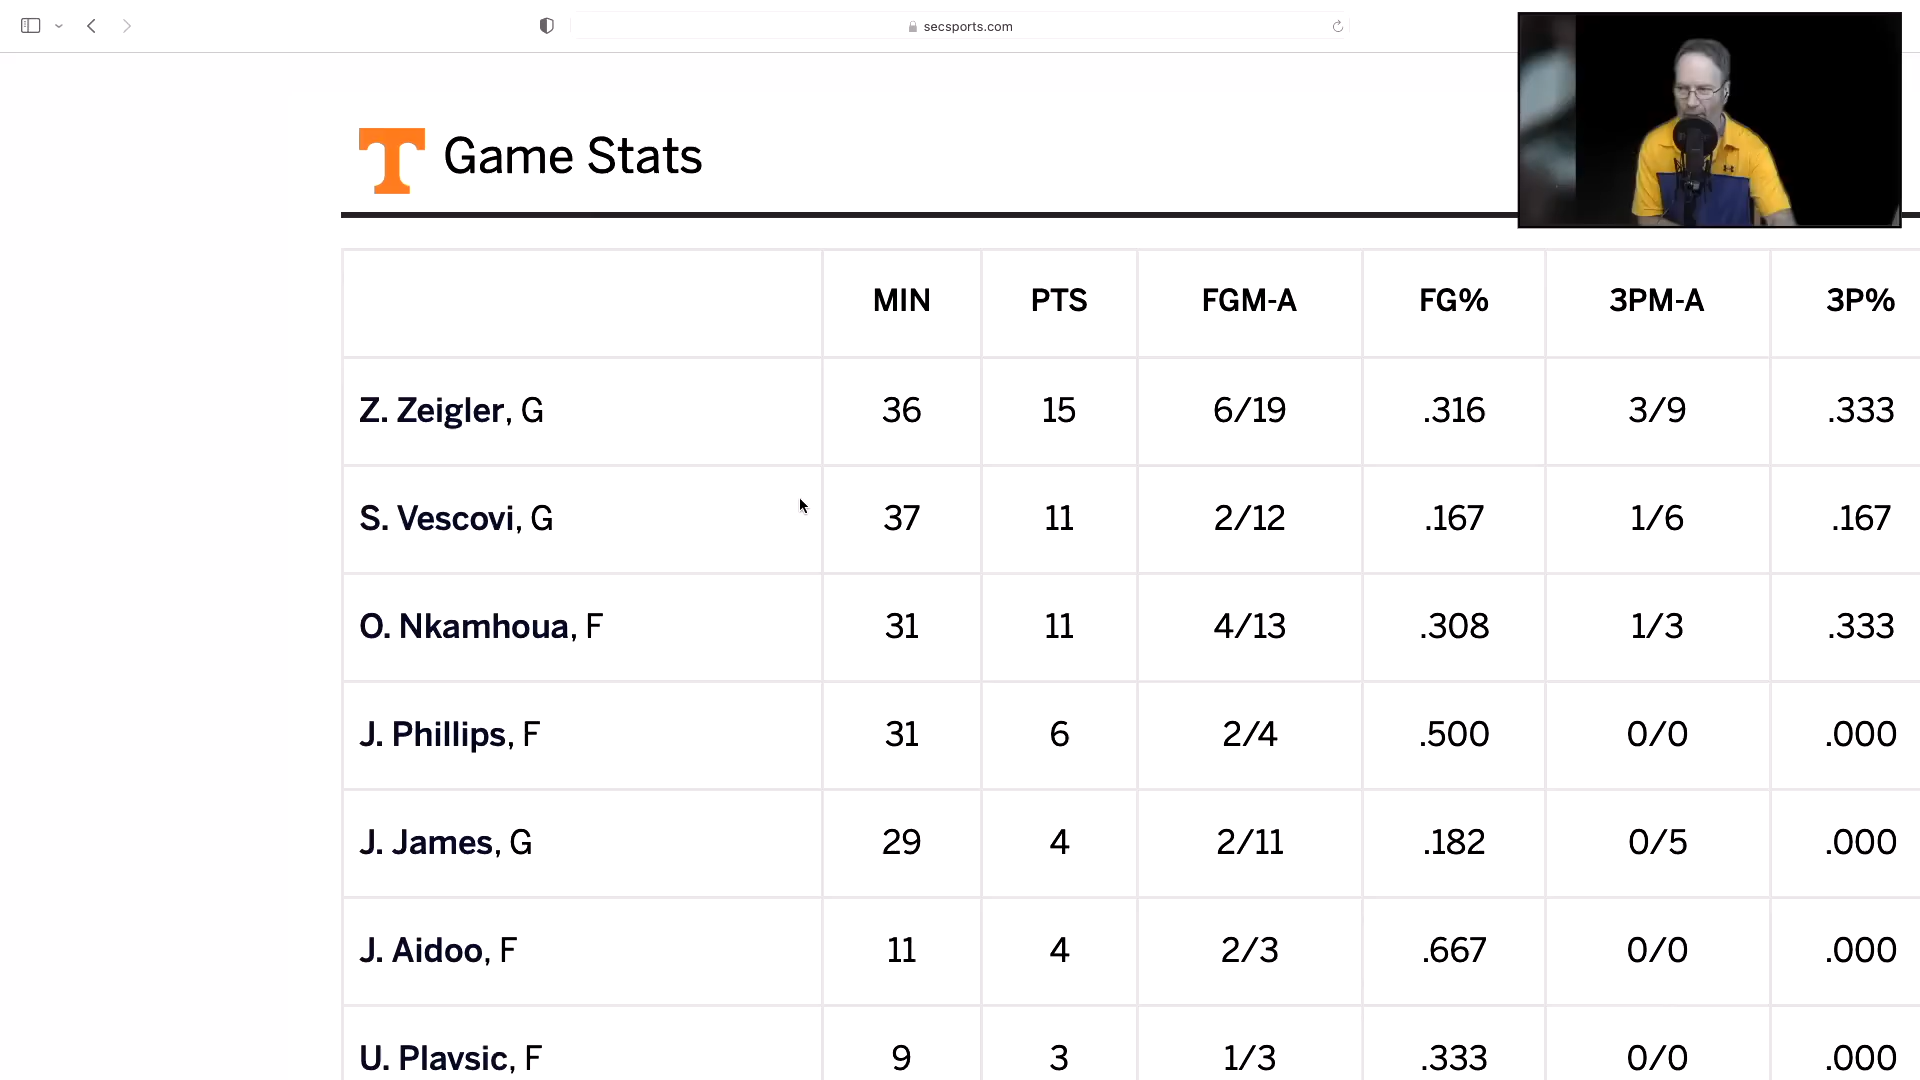 secsports.com
T Game Stats
MIN PTS FGM-A FG% 3PM-A 3P%
Z. Zeigler, G 36 15 6/19 .316 3/9 .333
S. Vescovi, G 37 11 2/12 .167 1/6 .167
O. Nkamhoua, F 31 11 4/13 .308 1/3 .333
J. Phillips, F 31 6 2/4 .500 0/0 .000
J. James, G 29 4 2/11 .182 0/5 .000
J. Aidoo, F 11 4 2/3 .667 0/0 .000
U. Plavsic, F 9 3 1/3 .333 0/0 .000